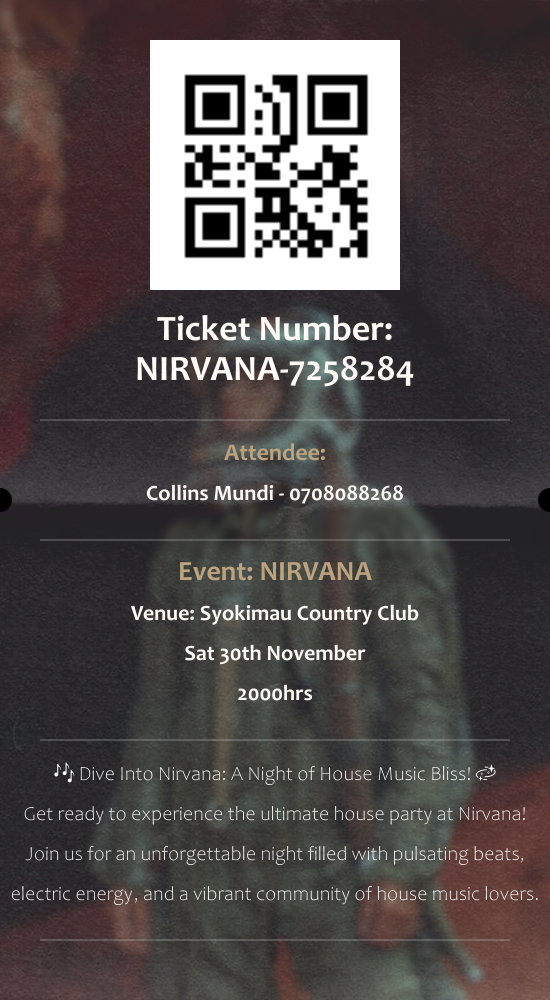 Ticket Number:
NIRVANA-7258284
Attendee:
Collins Mundi - 0708088268
Event: NIRVANA
Venue: Syokimau Country Club
Sat 30th November
2000hrs
🎶 Dive Into Nirvana: A Night of House Music Bliss! 💫
Get ready to experience the ultimate house party at Nirvana!
Join us for an unforgettable night filled with pulsating beats,
electric energy, and a vibrant community of house music lovers.